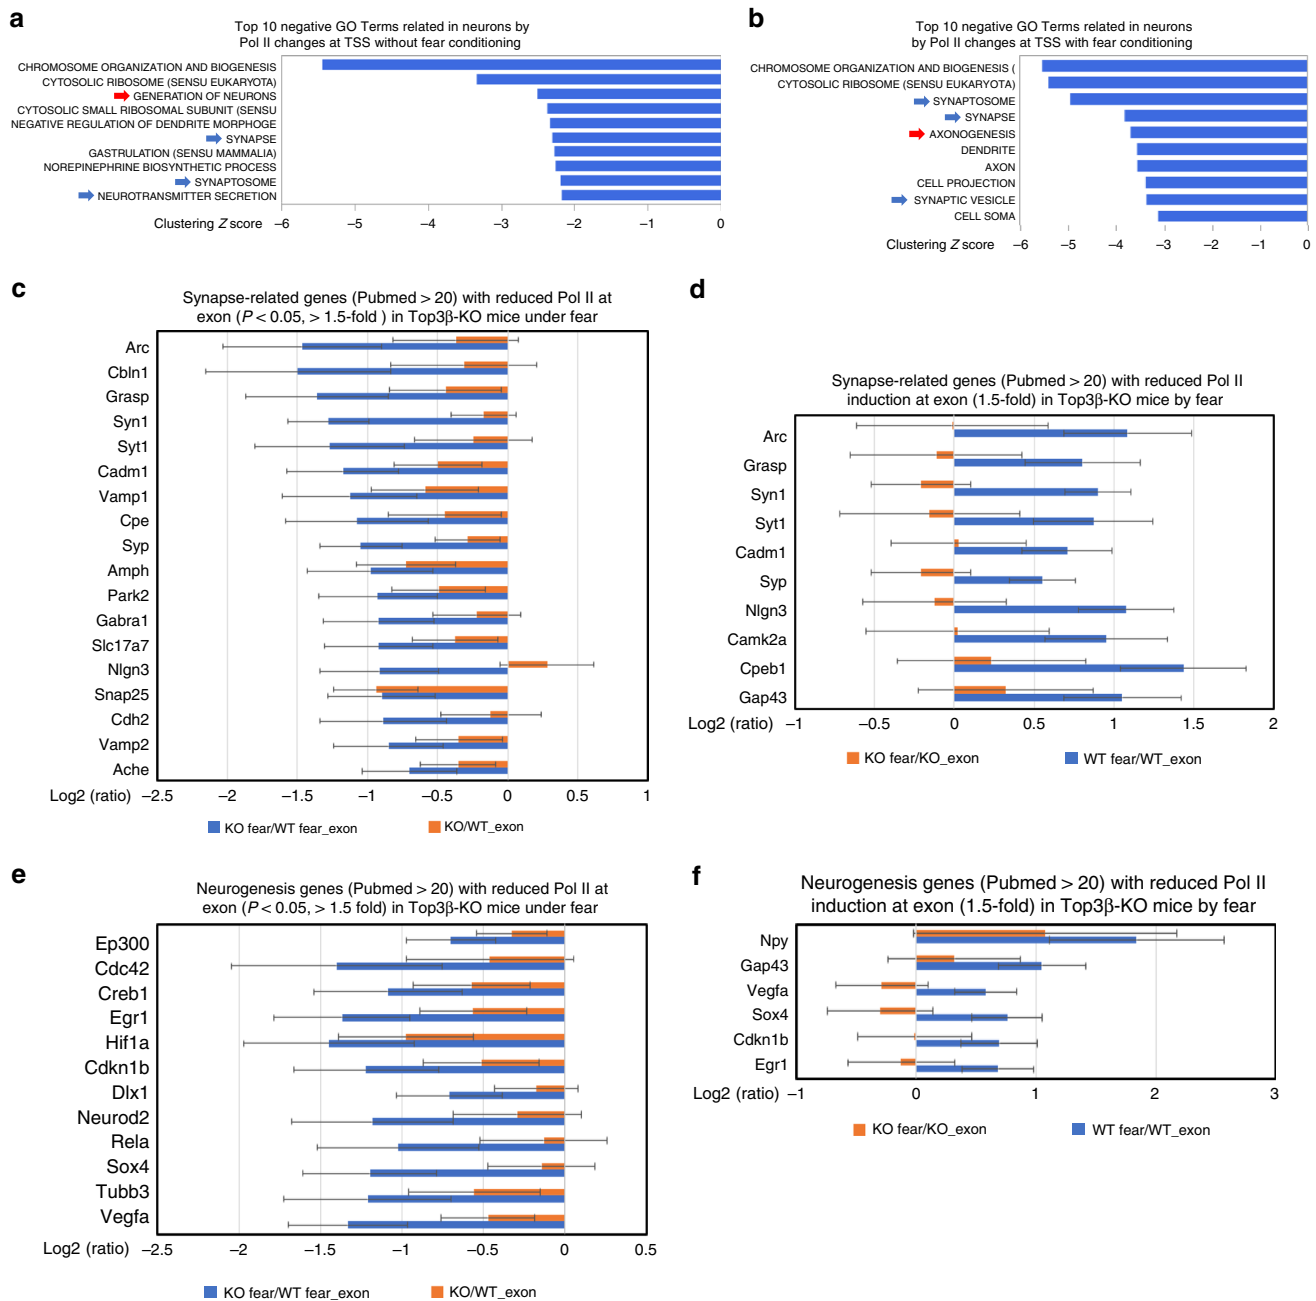 a
Top 10 negative GO Terms related in neurons by
Pol II changes at TSS without fear conditioning
CHROMOSOME ORGANIZATION AND BIOGENESIS
CYTOSOLIC RIBOSOME (SENSU EUKARYOTA)
GENERATION OF NEURONS
CYTOSOLIC SMALL RIBOSOMAL SUBUNIT (SENSU
NEGATIVE REGULATION OF DENDRITE MORPHOGE
SYNAPSE
GASTRULATION (SENSU MAMMALIA)
NOREPINEPHRINE BIOSYNTHETIC PROCESS
SYNAPTOSOME
NEUROTRANSMITTER SECRETION
Clustering Z score
−6 −5 −4 −3 −2 −1 0
b
Top 10 negative GO Terms related in neurons
by Pol II changes at TSS with fear conditioning
CHROMOSOME ORGANIZATION AND BIOGENESIS (
CYTOSOLIC RIBOSOME (SENSU EUKARYOTA)
SYNAPTOSOME
SYNAPSE
AXONOGENESIS
DENDRITE
AXON
CELL PROJECTION
SYNAPTIC VESICLE
CELL SOMA
Clustering Z score
−6 −5 −4 −3 −2 −1 0
c
Synapse-related genes (Pubmed > 20) with reduced Pol II at
exon (P < 0.05, > 1.5-fold ) in Top3β-KO mice under fear
Arc
Cbln1
Grasp
Syn1
Syt1
Cadm1
Vamp1
Cpe
Syp
Amph
Park2
Gabra1
Slc17a7
Nlgn3
Snap25
Cdh2
Vamp2
Ache
Log2 (ratio) −2.5 −2 −1.5 −1 −0.5 0 0.5 1
KO fear/WT fear_exon KO/WT_exon
d
Synapse-related genes (Pubmed > 20) with reduced Pol II
induction at exon (1.5-fold) in Top3β-KO mice by fear
Arc
Grasp
Syn1
Syt1
Cadm1
Syp
Nlgn3
Camk2a
Cpeb1
Gap43
Log2 (ratio) −1 −0.5 0 0.5 1 1.5 2
KO fear/KO_exon WT fear/WT_exon
e
Neurogenesis genes (Pubmed > 20) with reduced Pol II at
exon (P < 0.05, > 1.5 fold) in Top3β-KO mice under fear
Ep300
Cdc42
Creb1
Egr1
Hif1a
Cdkn1b
Dlx1
Neurod2
Rela
Sox4
Tubb3
Vegfa
Log2 (ratio) −2.5 −2 −1.5 −1 −0.5 0 0.5
KO fear/WT fear_exon KO/WT_exon
f
Neurogenesis genes (Pubmed > 20) with reduced Pol II
induction at exon (1.5-fold) in Top3β-KO mice by fear
Npy
Gap43
Vegfa
Sox4
Cdkn1b
Egr1
Log2 (ratio) −1 0 1 2 3
KO fear/KO_exon WT fear/WT_exon